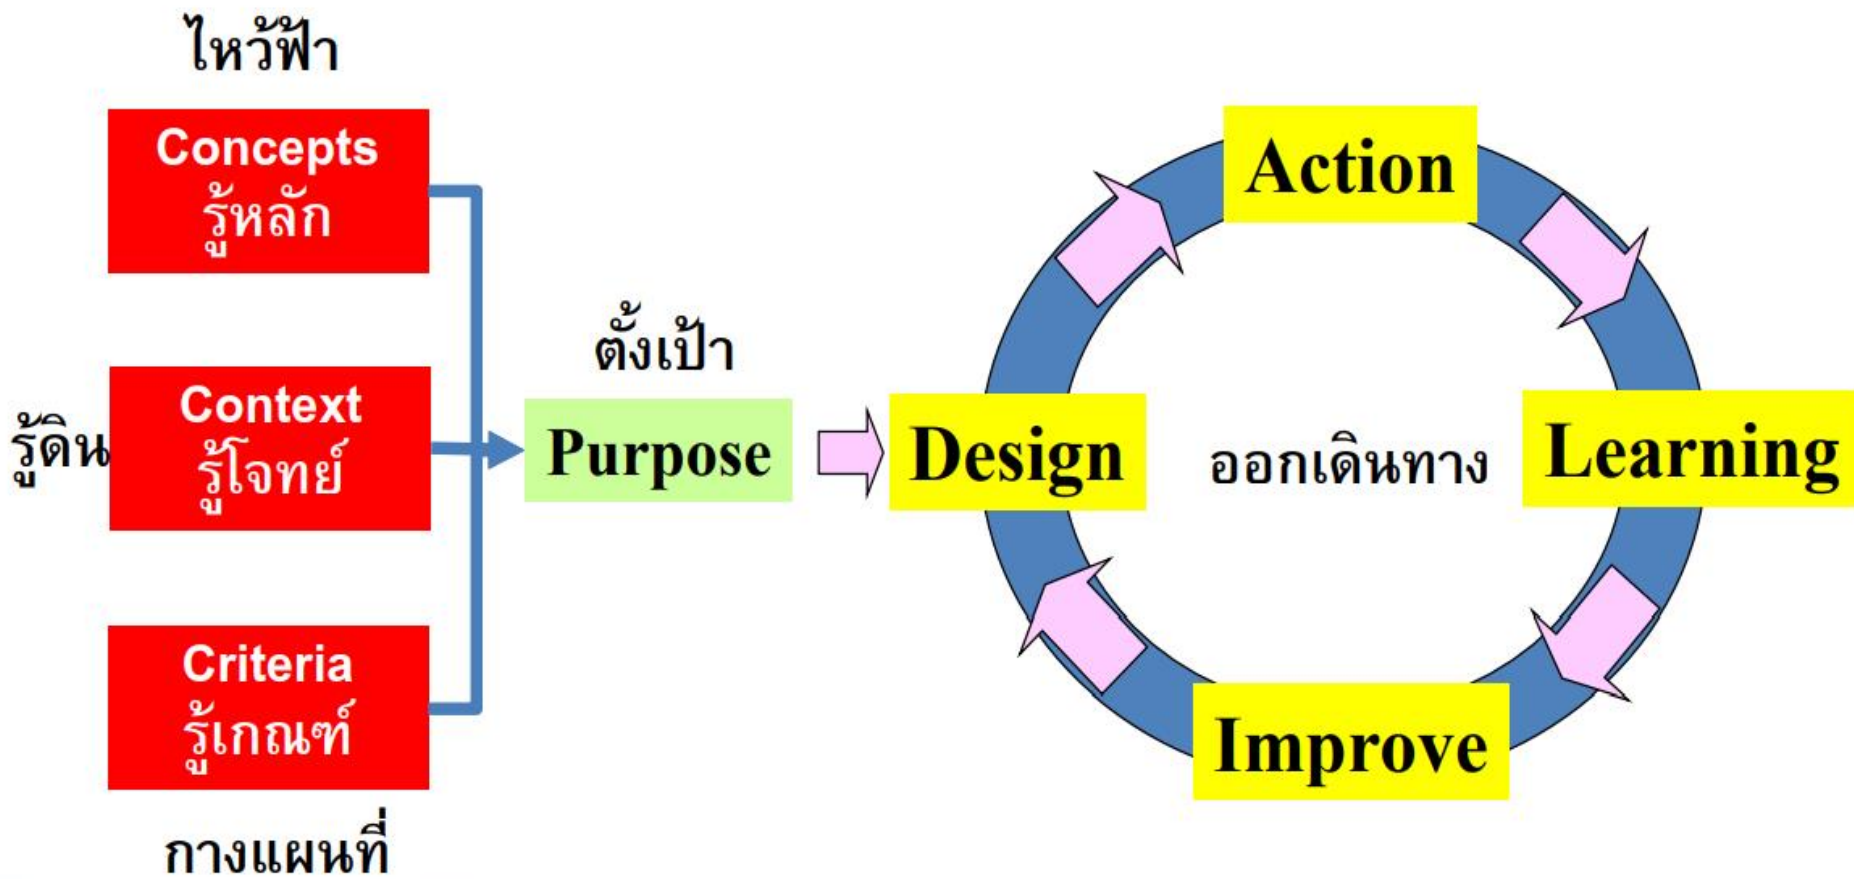 ไหว้ฟ้า
Concepts
รู้หลัก
รู้ดิน
Context
รู้โจทย์
Criteria
รู้เกณฑ์
กางแผนที่
ตั้งเป้า
Purpose
Design
Action
ออกเดินทาง
Learning
Improve